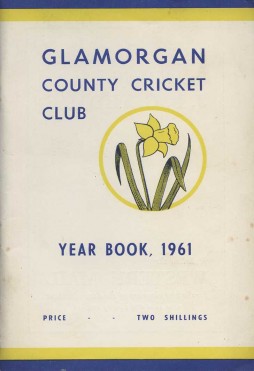 GLAMORGAN
COUNTY CRICKET
CLUB
YEAR BOOK, 1961
PRICE - - TWO SHILLINGS